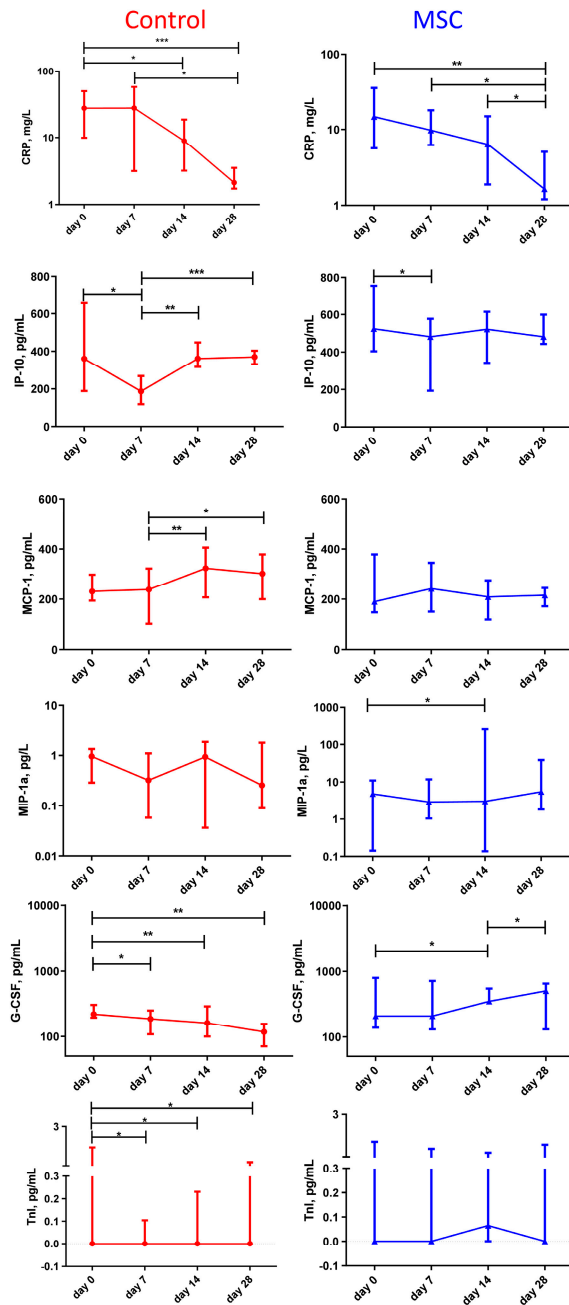 Control MSC
***
*
*
CRP, mg/L
100
10
1
day 0 day 7 day 14 day 28
**
*
*
CRP, mg/L
100
10
1
day 0 day 7 day 14 day 28
***
*
**
IP-10, pg/mL
800
600
400
200
0
day 0 day 7 day 14 day 28
*
IP-10, pg/mL
800
600
400
200
0
day 0 day 7 day 14 day 28
*
**
MCP-1, pg/mL
600
400
200
0
day 0 day 7 day 14 day 28
MCP-1, pg/mL
600
400
200
0
day 0 day 7 day 14 day 28
MIP-1a, pg/L
10
1
0.1
0.01
day 0 day 7 day 14 day 28
*
MIP-1a, pg/mL
1000
100
10
1
0.1
day 0 day 7 day 14 day 28
**
**
*
G-CSF, pg/mL
10000
1000
100
day 0 day 7 day 14 day 28
*
*
G-CSF, pg/mL
10000
1000
100
day 0 day 7 day 14 day 28
*
*
*
TnI, pg/mL
3
0.3
0.2
0.1
0.0
-0.1
day 0 day 7 day 14 day 28
TnI, pg/mL
3
0.3
0.2
0.1
0.0
-0.1
day 0 day 7 day 14 day 28